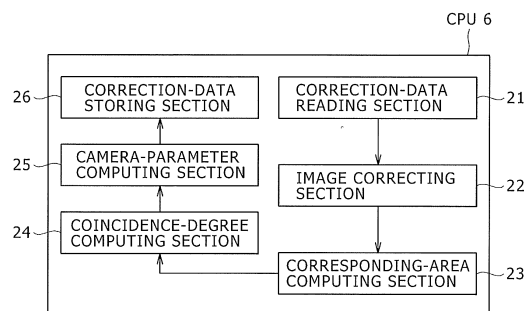 CPU 6
26
CORRECTION-DATA
STORING SECTION
CORRECTION-DATA
READING SECTION
21
25
CAMERA-PARAMETER
COMPUTING SECTION
IMAGE CORRECTING
SECTION
22
24
COINCIDENCE-DEGREE
COMPUTING SECTION
CORRESPONDING-AREA
COMPUTING SECTION
23